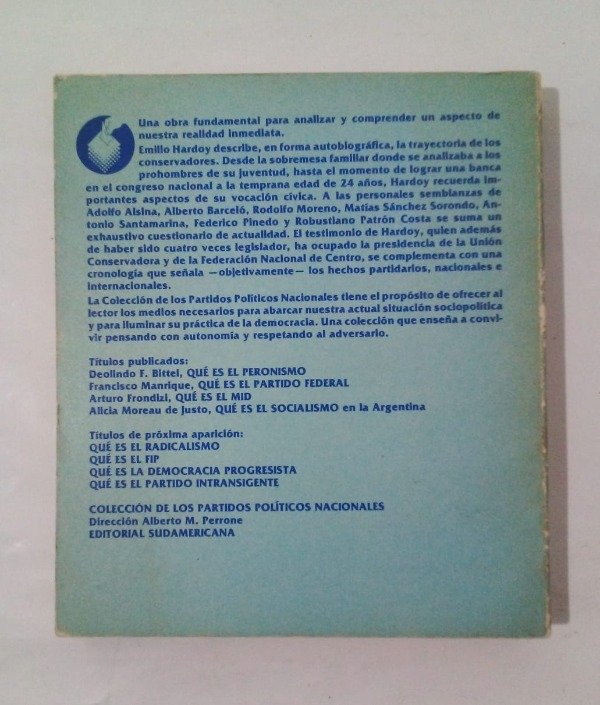 Una obra fundamental para analizar y comprender un aspecto de
nuestra realidad inmediata.
Emilio Hardoy describe, en forma autobiográfica, la trayectoria de los
conservadores. Desde la sobremesa familiar donde se analizaba a los
prohombres de su juventud, hasta el momento de lograr una banca
en el congreso nacional a la temprana edad de 24 años, Hardoy recuerda im-
portantes aspectos de su vocación cívica. A las personales semblanzas de
Adolfo Alsina, Alberto Barceló, Rodolfo Moreno, Matías Sánchez Sorondo, An-
tonio Santamarina, Federico Pinedo y Robustiano Patrón Costa se suma un
exhaustivo cuestionario de actualidad. El testimonio de Hardoy, quien además
de haber sido cuatro veces legislador, ha ocupado la presidencia de la Unión
Conservadora y de la Federación Nacional de Centro, se complementa con una
cronología que señala —objetivamente— los hechos partidarios, nacionales e
internacionales.
La Colección de los Partidos Políticos Nacionales tiene el propósito de ofrecer al
lector los medios necesarios para abarcar nuestra actual situación sociopolítica
y para iluminar su práctica de la democracia. Una colección que enseña a convi-
vir pensando con autonomía y respetando al adversario.
Títulos publicados:
Deolindo F. Bittel, QUÉ ES EL PERONISMO
Francisco Manrique, QUÉ ES EL PARTIDO FEDERAL
Arturo Frondizi, QUÉ ES EL MID
Alicia Moreau de Justo, QUÉ ES EL SOCIALISMO en la Argentina
Títulos de próxima aparición:
QUÉ ES EL RADICALISMO
QUÉ ES EL FIP
QUÉ ES LA DEMOCRACIA PROGRESISTA
QUÉ ES EL PARTIDO INTRANSIGENTE
COLECCIÓN DE LOS PARTIDOS POLÍTICOS NACIONALES
Dirección Alberto M. Perrone
EDITORIAL SUDAMERICANA